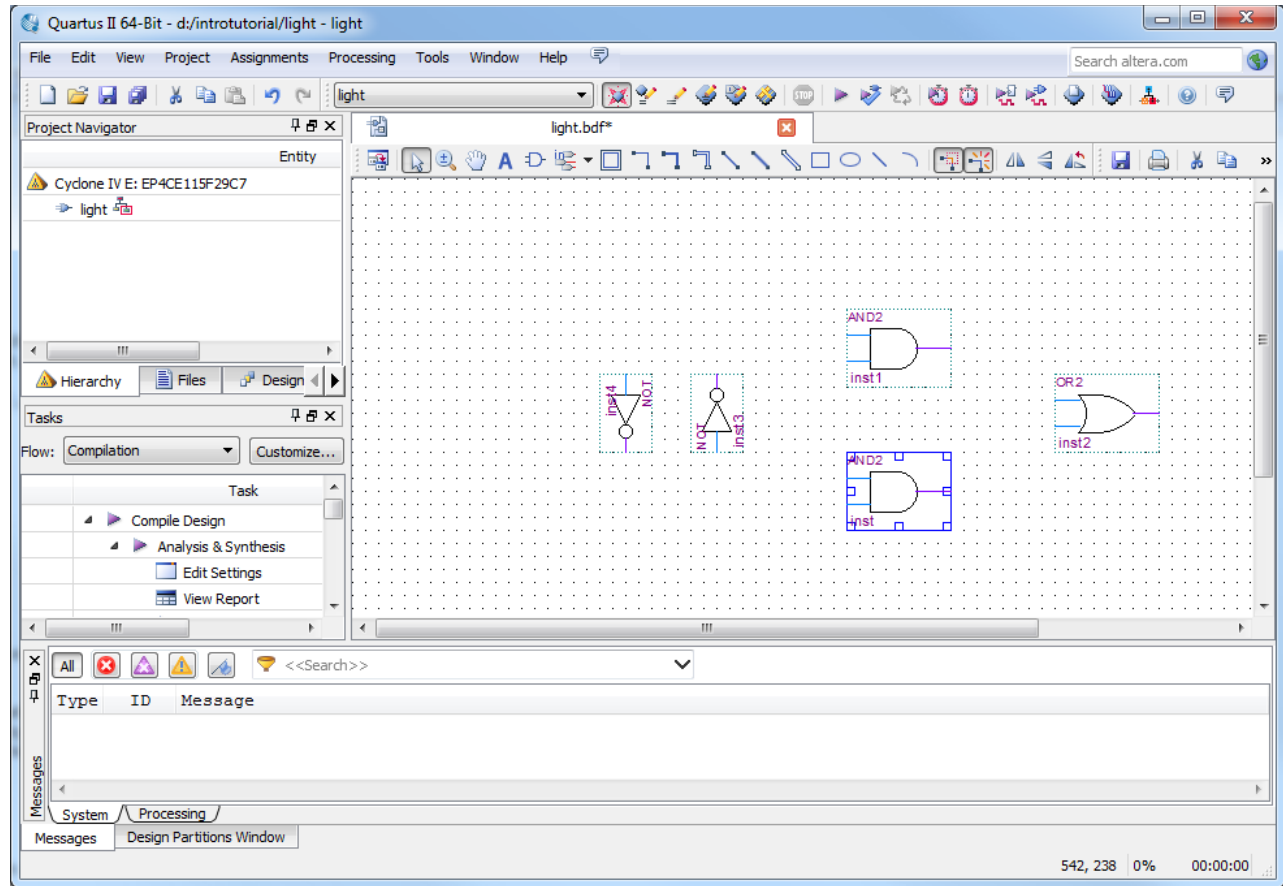 Quartus II 64-Bit - d:/introtutorial/light - light
File Edit View Project Assignments Processing Tools Window Help
Search altera.com
light
STOP
Project Navigator
light.bdf*
Entity
A
»
Cyclone IV E: EP4CE115F29C7
light
Hierarchy Files Design
Tasks
Flow: Compilation Customize...
Task
Compile Design
Analysis & Synthesis
Edit Settings
View Report
AND2
inst1
inst4
NOT
NOT
inst3
OR2
inst2
AND2
inst
All <<Search>>
Type ID Message
Messages
System Processing
Messages Design Partitions Window
542, 238 0% 00:00:00